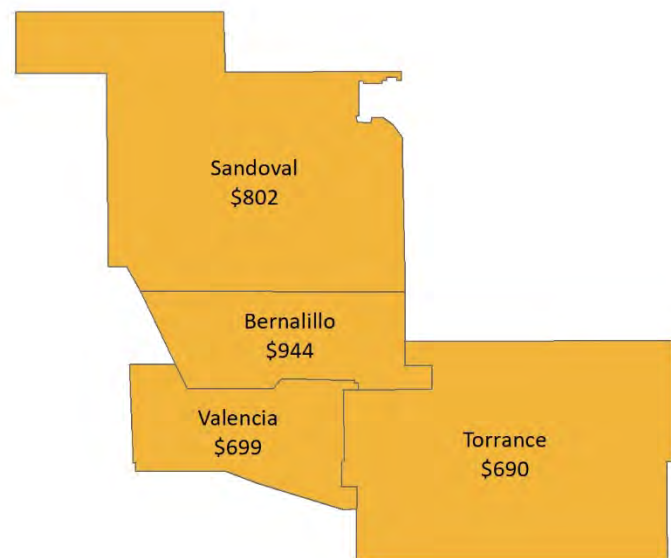 Sandoval
$802
Bernalillo
$944
Valencia
$699
Torrance
$690